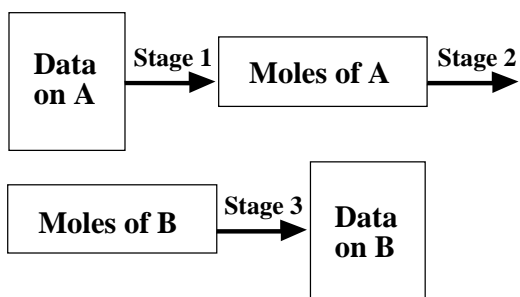 Data
on A
Stage 1
Moles of A
Stage 2
Moles of B
Stage 3
Data
on B